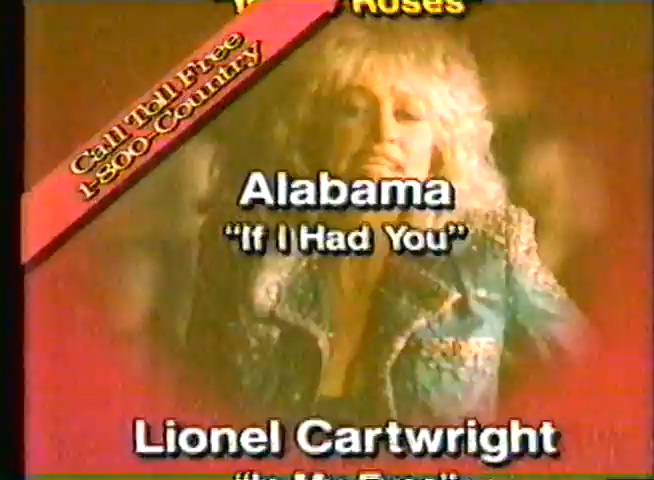 Roses"
Call Toll Free
1-800-Country
Alabama
"If I Had You"
Lionel Cartwright